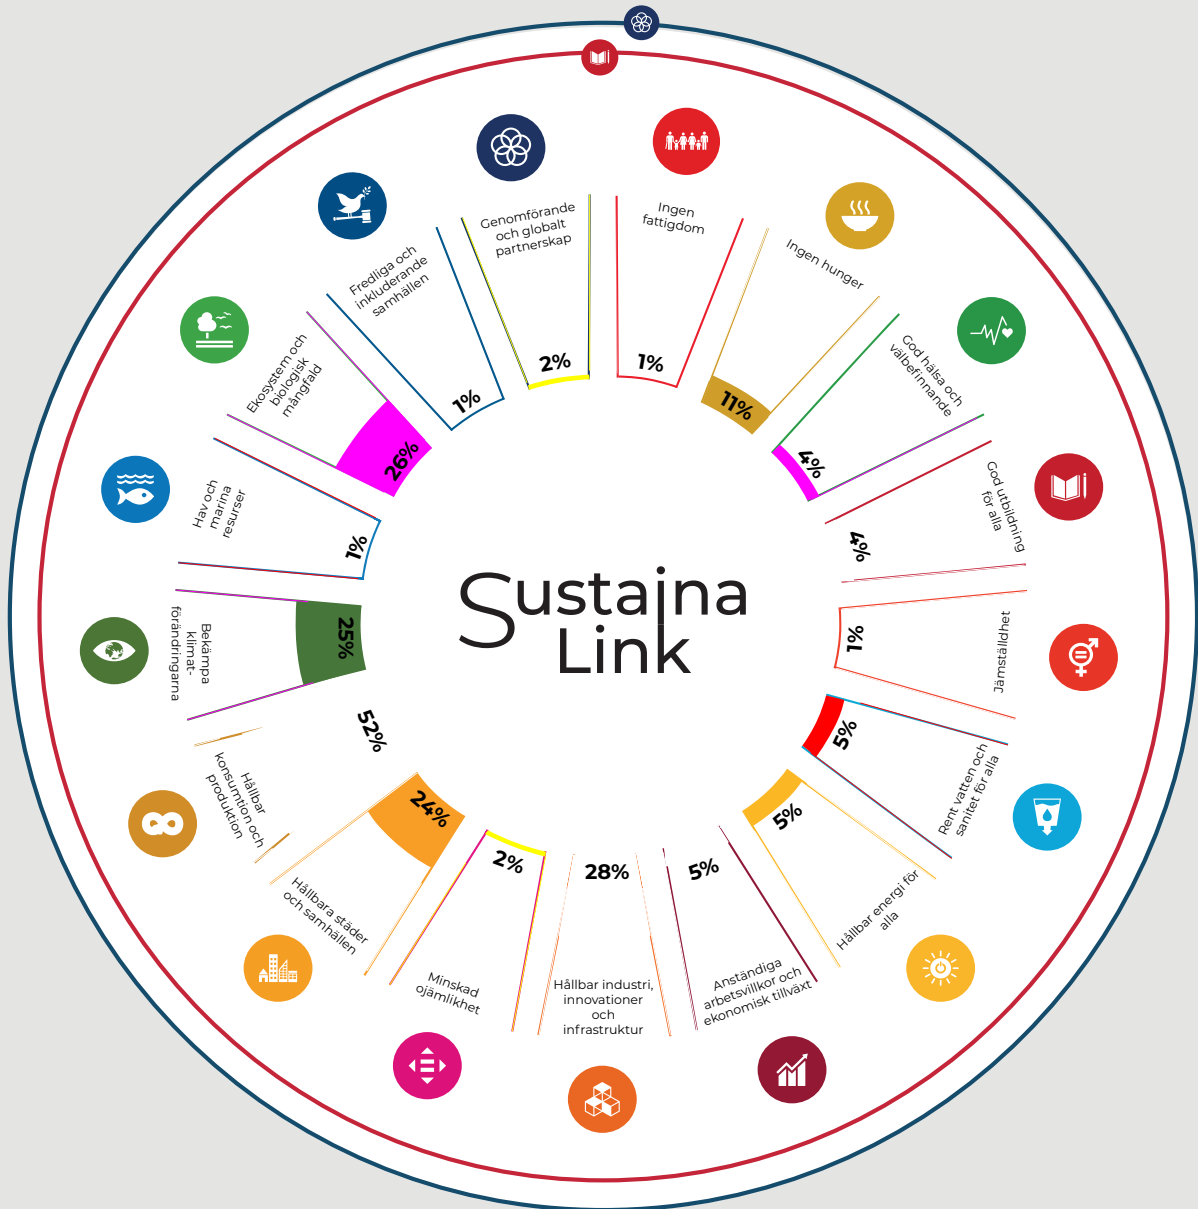 Ingen
fattigdom
1%
Ingen hunger
11%
God hälsa och
välbefinnande
4%
God utbildning
för alla
4%
Jämställdhet
1%
Rent vatten och
sanitet för alla
5%
Hållbar energi för
alla
5%
Anständiga
arbetsvillkor och
ekonomisk tillväxt
5%
Hållbar industri,
innovationer
och
infrastruktur
28%
Minskad
ojämlikhet
2%
Hållbara städer
och samhällen
24%
Hållbar
konsumtion och
produktion
52%
Bekämpa
klimat-
förändringarna
25%
Hav och
marina
resurser
1%
Ekosystem och
biologisk
mångfald
26%
Fredliga och
inkluderande
samhällen
1%
Genomförande
och globalt
partnerskap
2%
Sustajna
Link